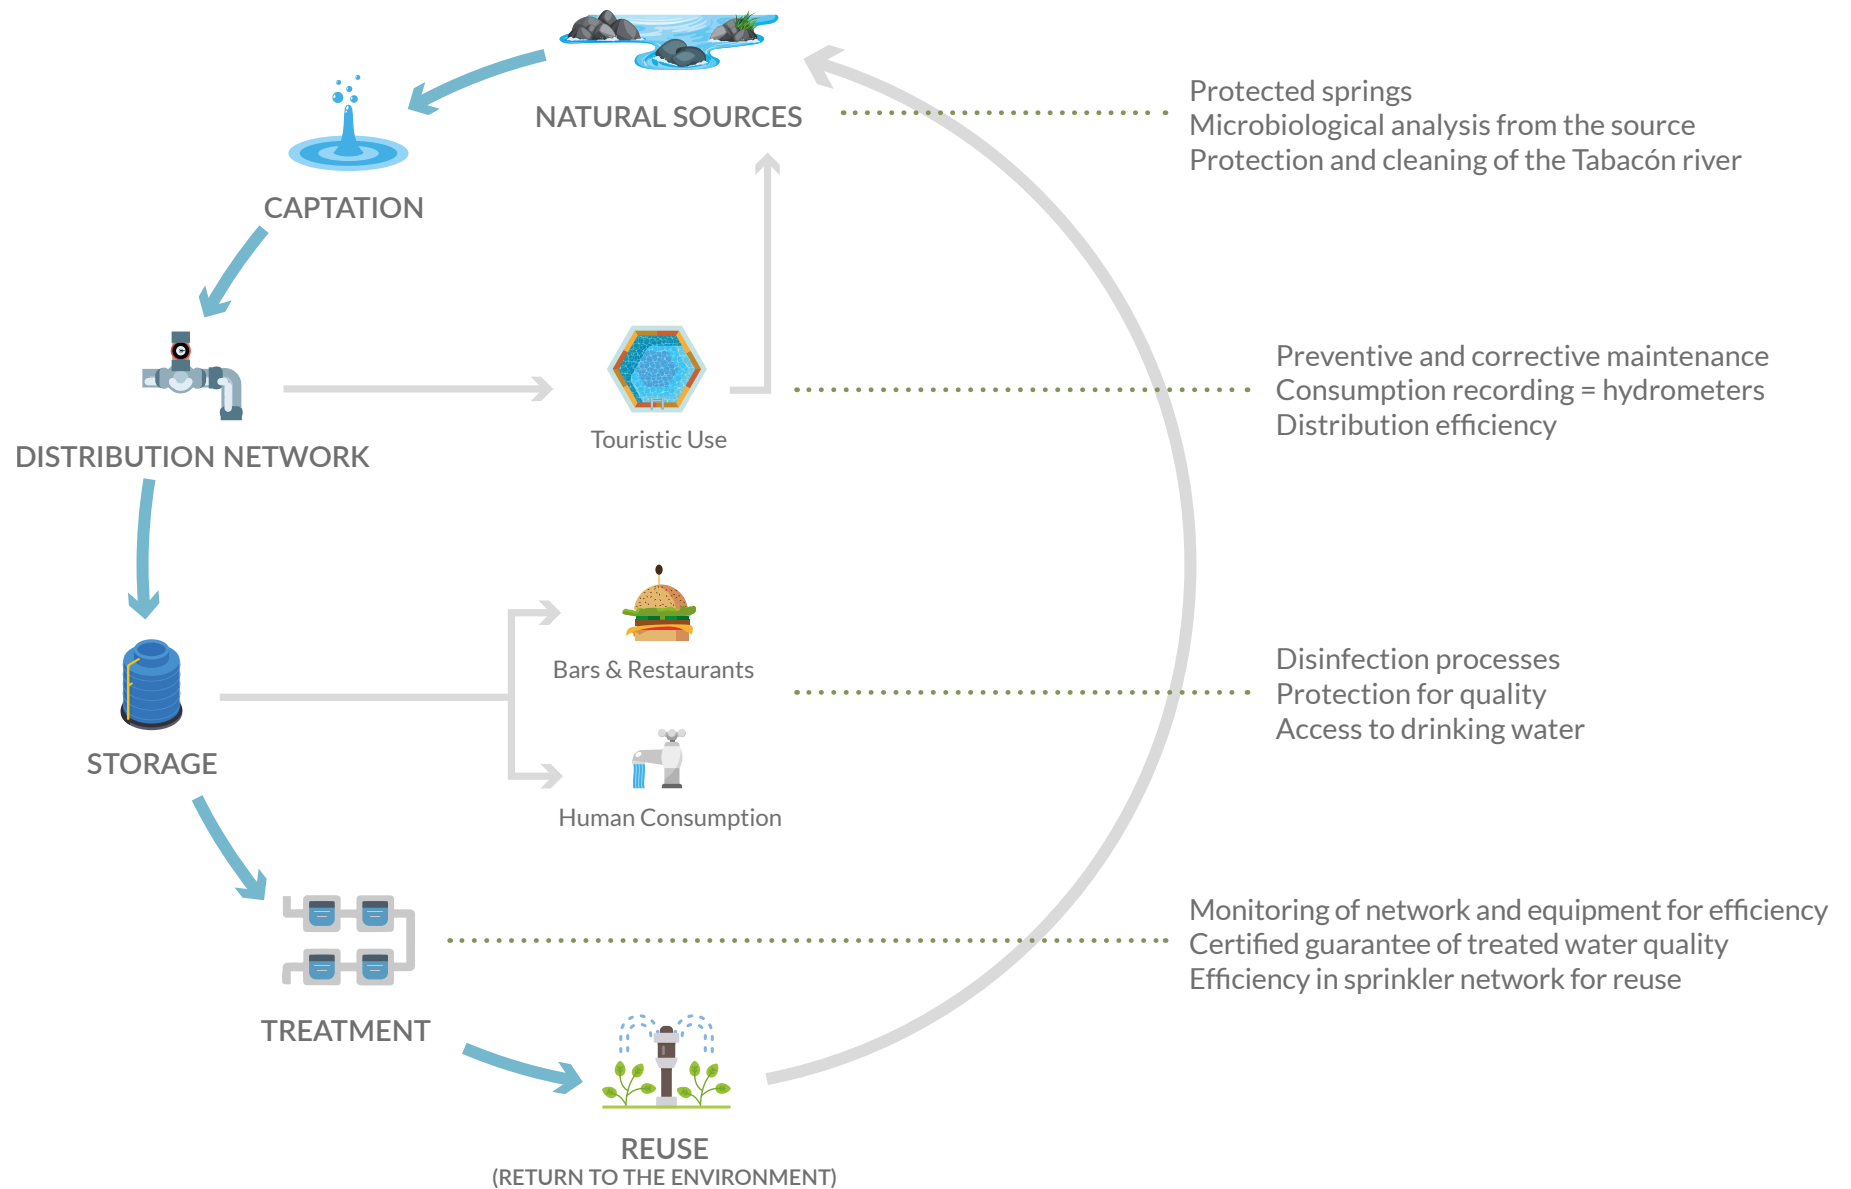 NATURAL SOURCES
Protected springs
Microbiological analysis from the source
Protection and cleaning of the Tabacón river
CAPTATION
DISTRIBUTION NETWORK
Touristic Use
Preventive and corrective maintenance
Consumption recording = hydrometers
Distribution efficiency
STORAGE
Bars & Restaurants
Human Consumption
Disinfection processes
Protection for quality
Access to drinking water
TREATMENT
Monitoring of network and equipment for efficiency
Certified guarantee of treated water quality
Efficiency in sprinkler network for reuse
REUSE
(RETURN TO THE ENVIRONMENT)